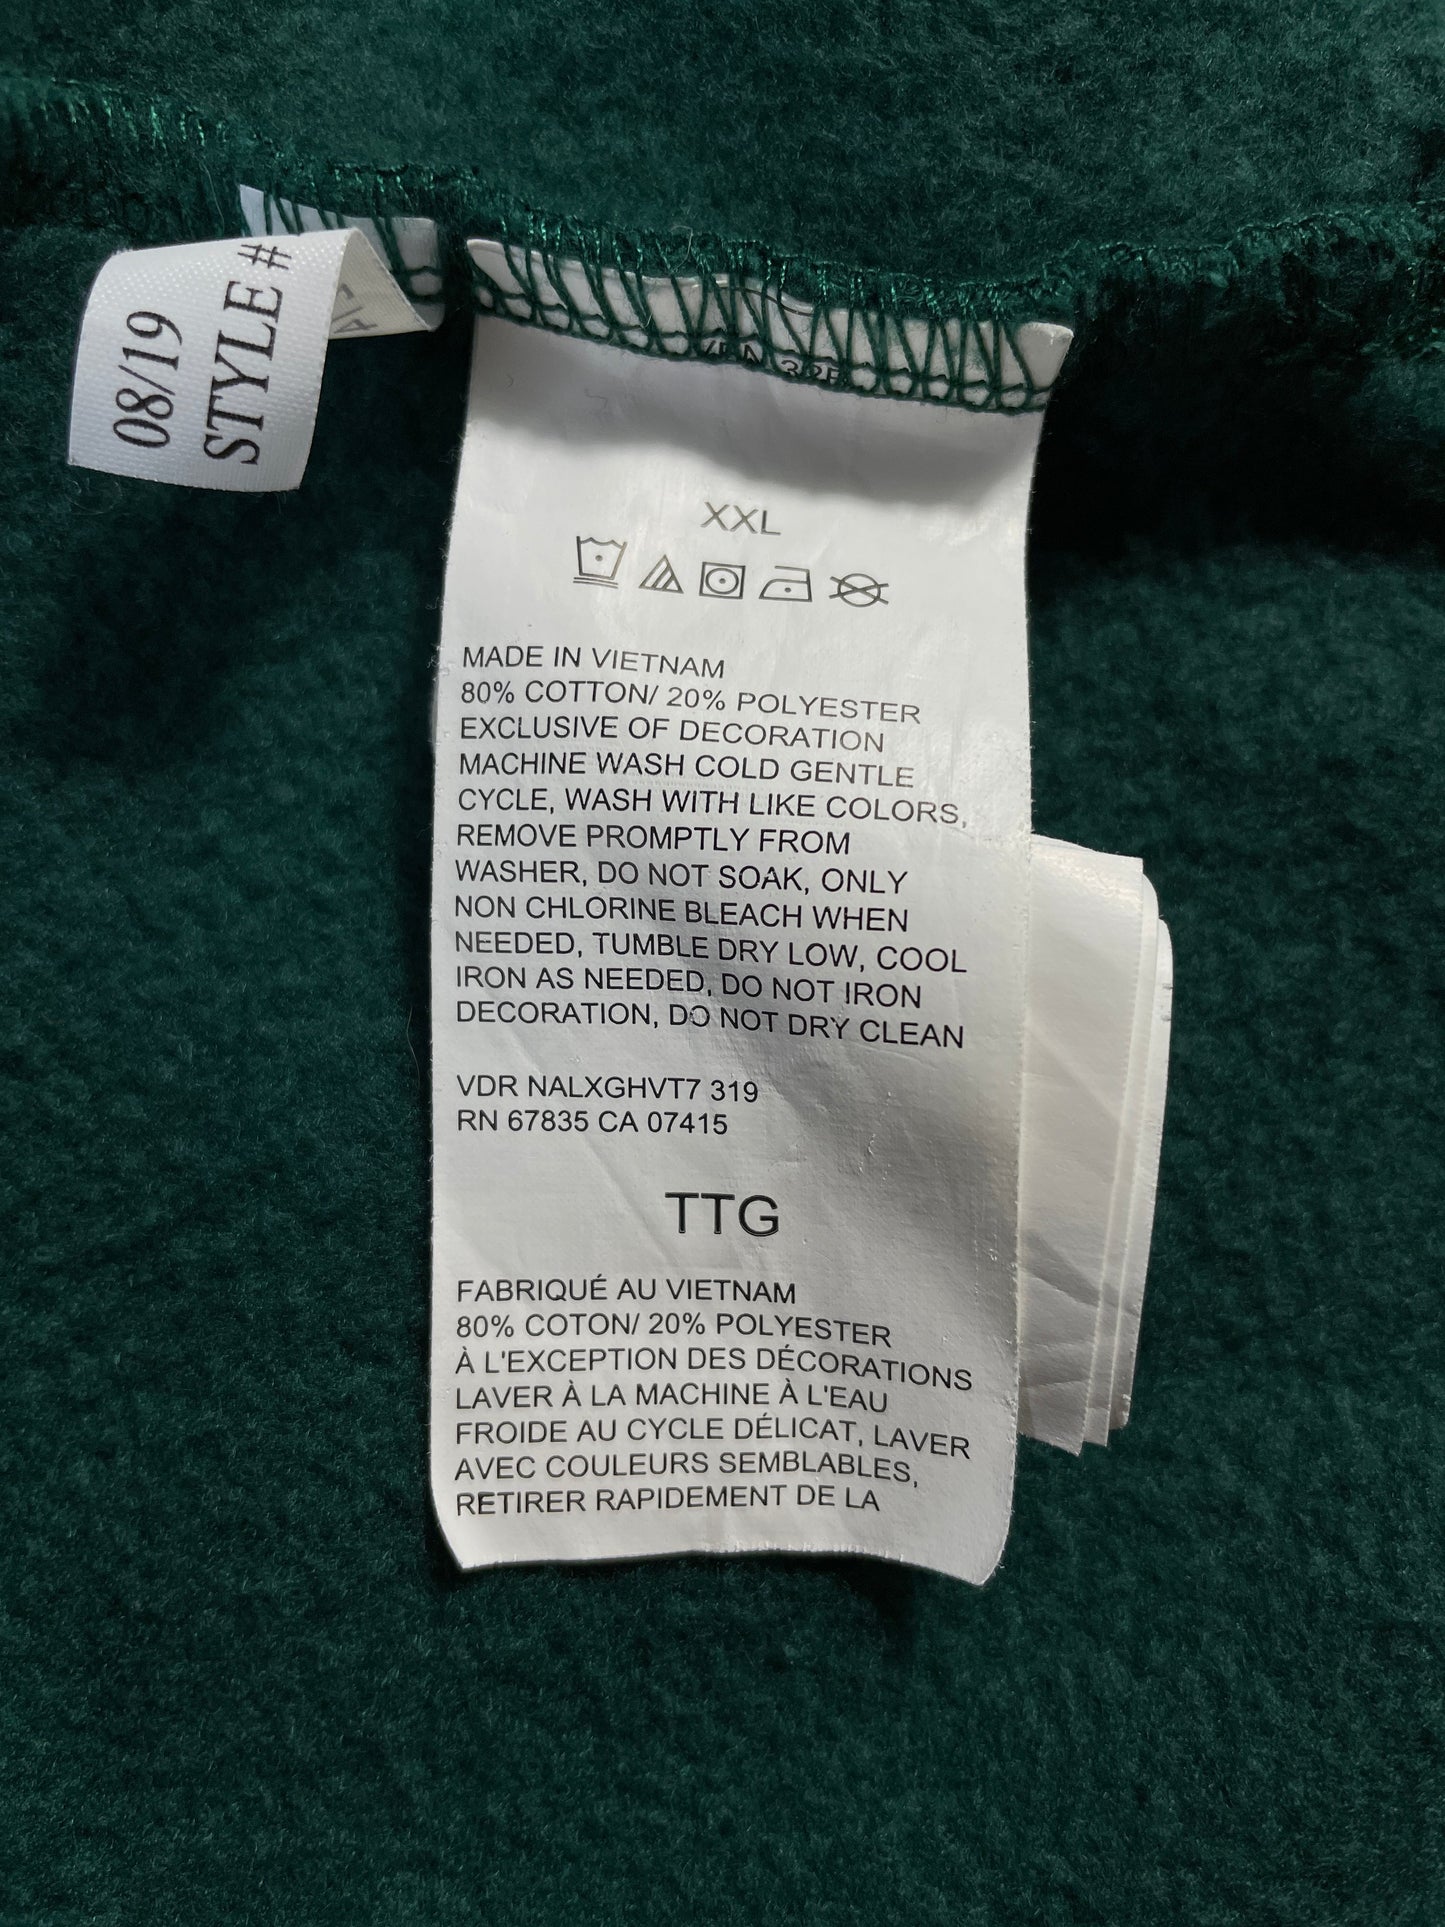 08/19
STYLE #
XXL
MADE IN VIETNAM
80% COTTON/ 20% POLYESTER
EXCLUSIVE OF DECORATION
MACHINE WASH COLD GENTLE
CYCLE, WASH WITH LIKE COLORS,
REMOVE PROMPTLY FROM
WASHER, DO NOT SOAK, ONLY
NON CHLORINE BLEACH WHEN
NEEDED, TUMBLE DRY LOW, COOL
IRON AS NEEDED, DO NOT IRON
DECORATION, DO NOT DRY CLEAN
VDR NALXGHVT7 319
RN 67835 CA 07415
TTG
FABRIQUÉ AU VIETNAM
80% COTON/ 20% POLYESTER
À L'EXCEPTION DES DÉCORATIONS
LAVER À LA MACHINE À L'EAU
FROIDE AU CYCLE DÉLICAT, LAVER
AVEC COULEURS SEMBLABLES,
RETIRER RAPIDEMENT DE LA